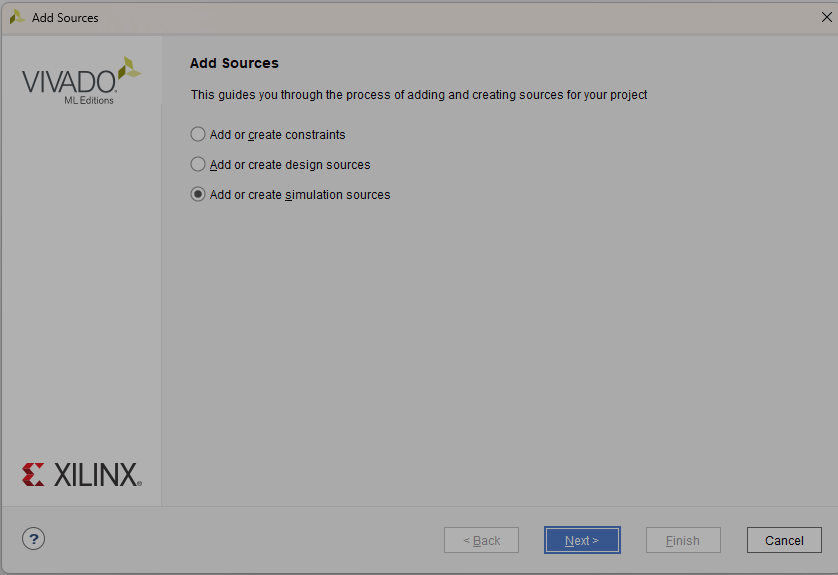 Add Sources
VIVADO.
ML Editions
Add Sources
This guides you through the process of adding and creating sources for your project
Add or create constraints
Add or create design sources
Add or create simulation sources
XILINX®
?
< Back
Next >
Finish
Cancel